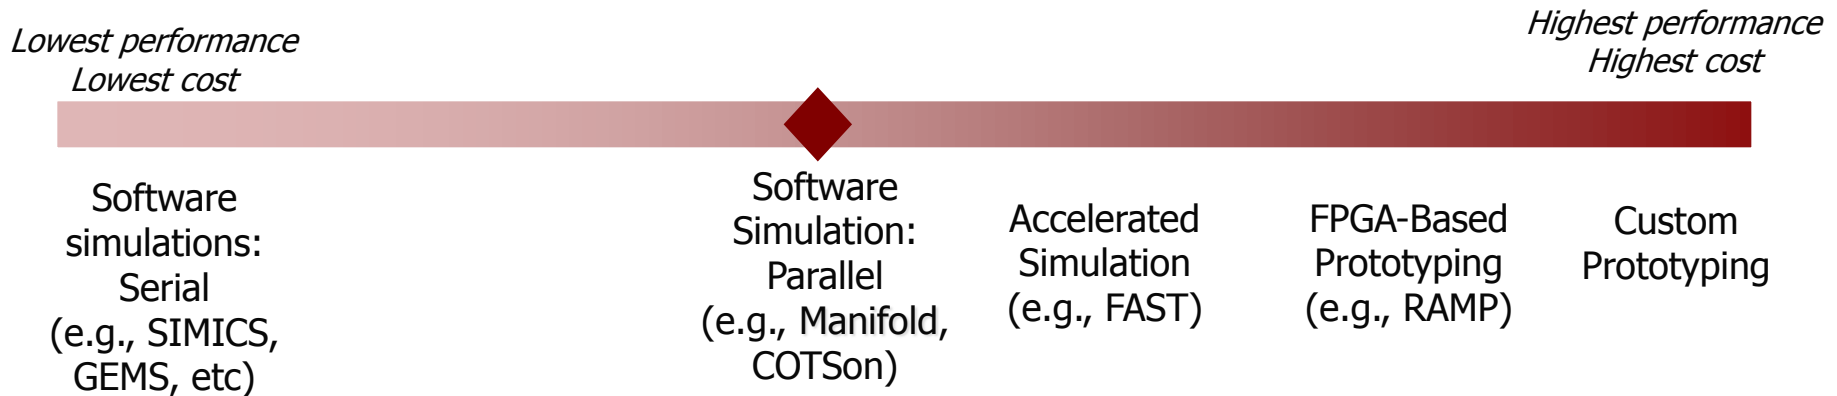 Lowest performance
Lowest cost
Highest performance
Highest cost
Software
simulations:
Serial
(e.g., SIMICS,
GEMS, etc)
Software
Simulation:
Parallel
(e.g., Manifold,
COTSon)
Accelerated
Simulation
(e.g., FAST)
FPGA-Based
Prototyping
(e.g., RAMP)
Custom
Prototyping